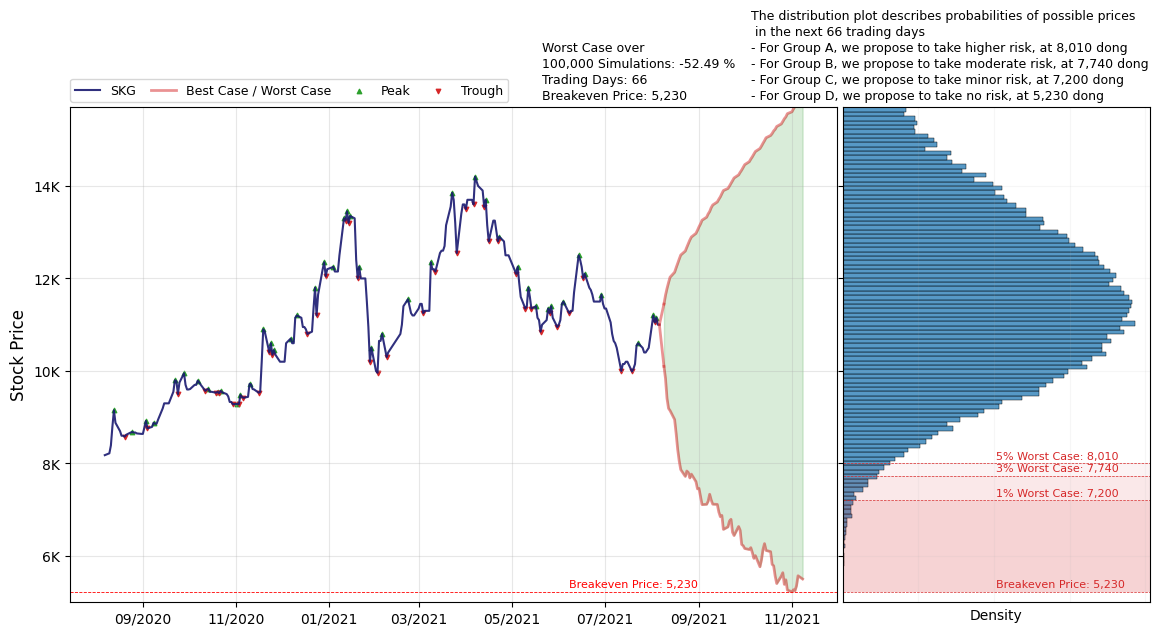 The distribution plot describes probabilities of possible prices
in the next 66 trading days
- For Group A, we propose to take higher risk, at 8,010 dong
- For Group B, we propose to take moderate risk, at 7,740 dong
- For Group C, we propose to take minor risk, at 7,200 dong
- For Group D, we propose to take no risk, at 5,230 dong
Worst Case over
100,000 Simulations: -52.49 %
Trading Days: 66
Breakeven Price: 5,230
SKG Best Case / Worst Case Peak Trough
Stock Price
14K
12K
10K
8K
6K
5% Worst Case: 8,010
3% Worst Case: 7,740
1% Worst Case: 7,200
Breakeven Price: 5,230
Breakeven Price: 5,230
09/2020 11/2020 01/2021 03/2021 05/2021 07/2021 09/2021 11/2021
Density